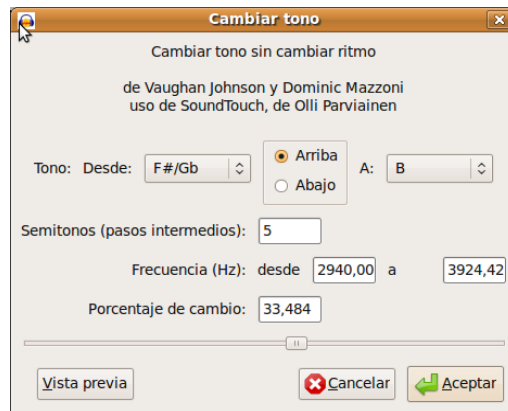 Cambiar tono
Cambiar tono sin cambiar ritmo
de Vaughan Johnson y Dominic Mazzoni
uso de SoundTouch, de Olli Parviainen
Tono: Desde: F#/Gb Arriba Abajo A: B
Semitonos (pasos intermedios): 5
Frecuencia (Hz): desde 2940,00 a 3924,42
Porcentaje de cambio: 33,484
Vista previa Cancelar Aceptar